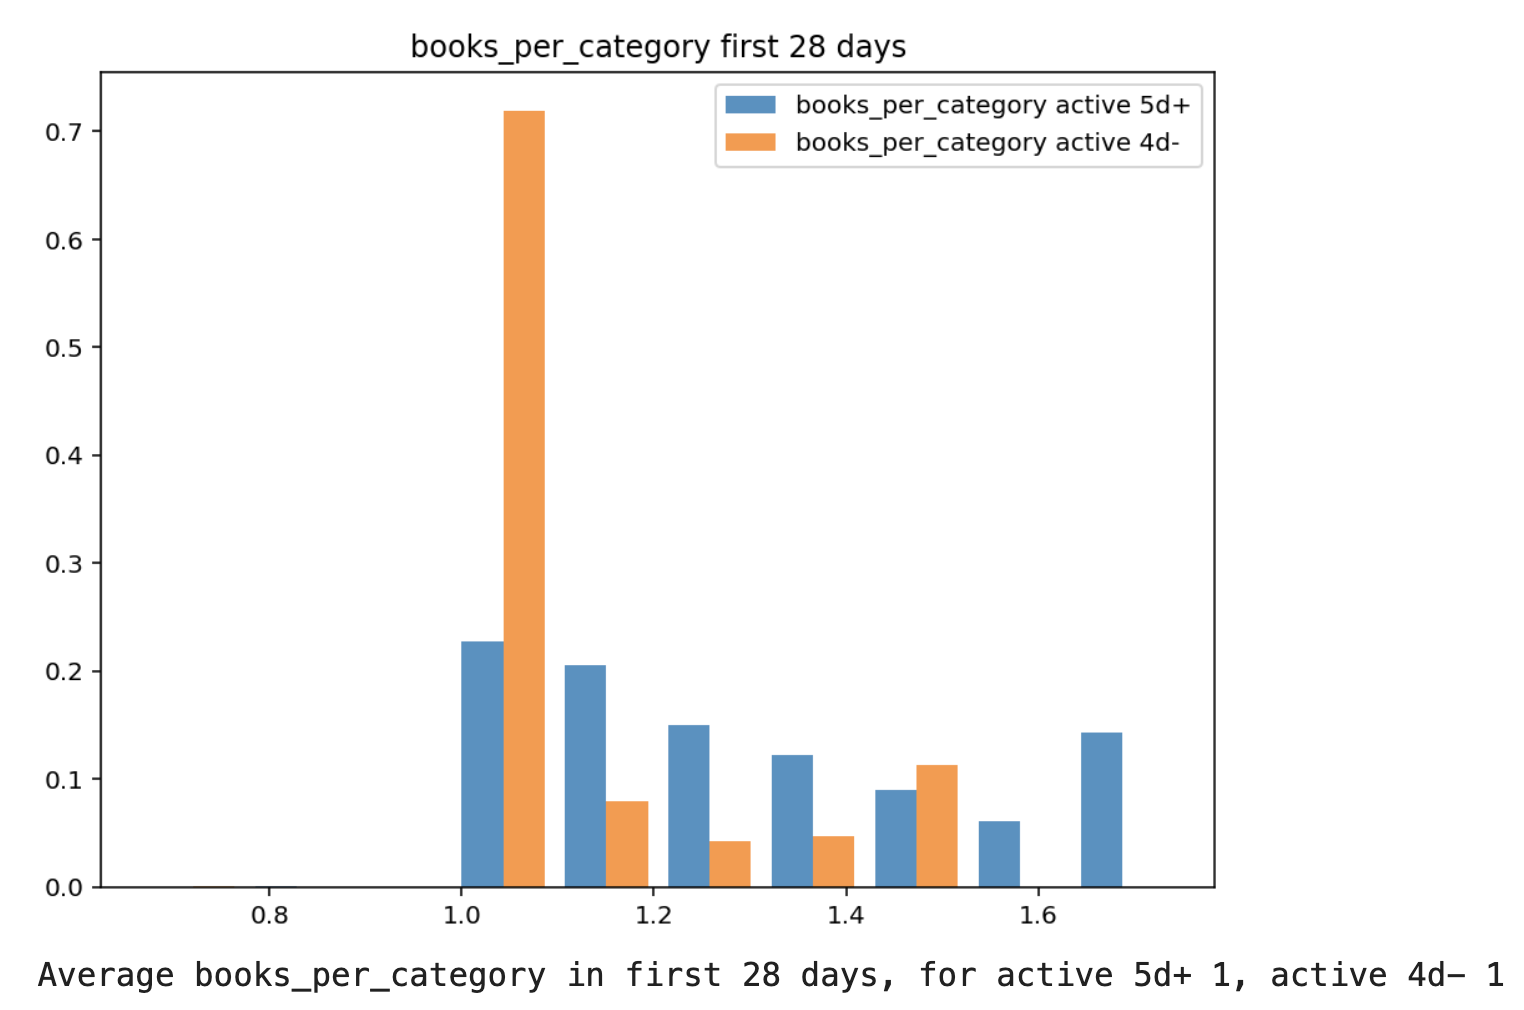 books_per_category first 28 days
books_per_category active 5d+
books_per_category active 4d-
0.7
0.6
0.5
0.4
0.3
0.2
0.1
0.0
0.8 1.0 1.2 1.4 1.6
Average books_per_category in first 28 days, for active 5d+ 1, active 4d- 1